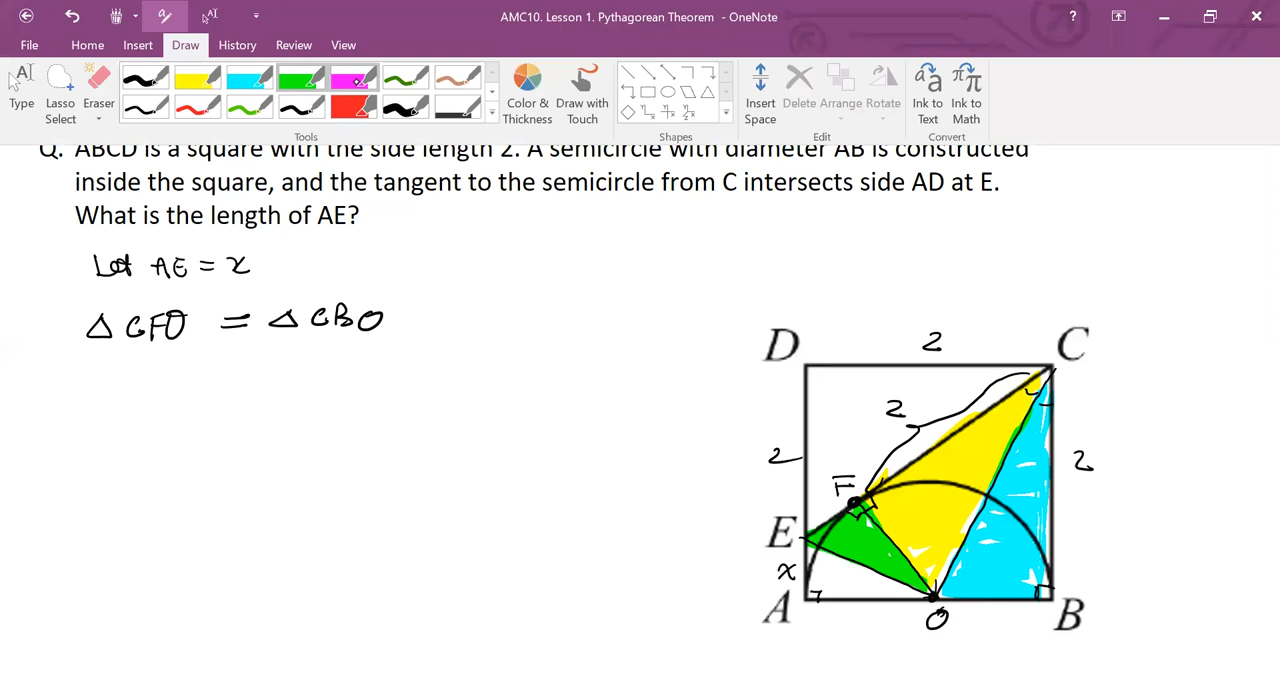 AMC10. Lesson 1. Pythagorean Theorem - OneNote
File Home Insert Draw History Review View
Type
Lasso Select
Eraser
Color & Thickness
Draw with Touch
Insert Space
Delete Arrange Rotate
Ink to Text
Ink to Math
Tools Shapes Edit Convert
Q. ABCD is a square with the side length 2. A semicircle with diameter AB is constructed
inside the square, and the tangent to the semicircle from C intersects side AD at E.
What is the length of AE?
Let AE = x
△CFO = △CBO
D 2 C
2
2 2
F
E
x
A O B